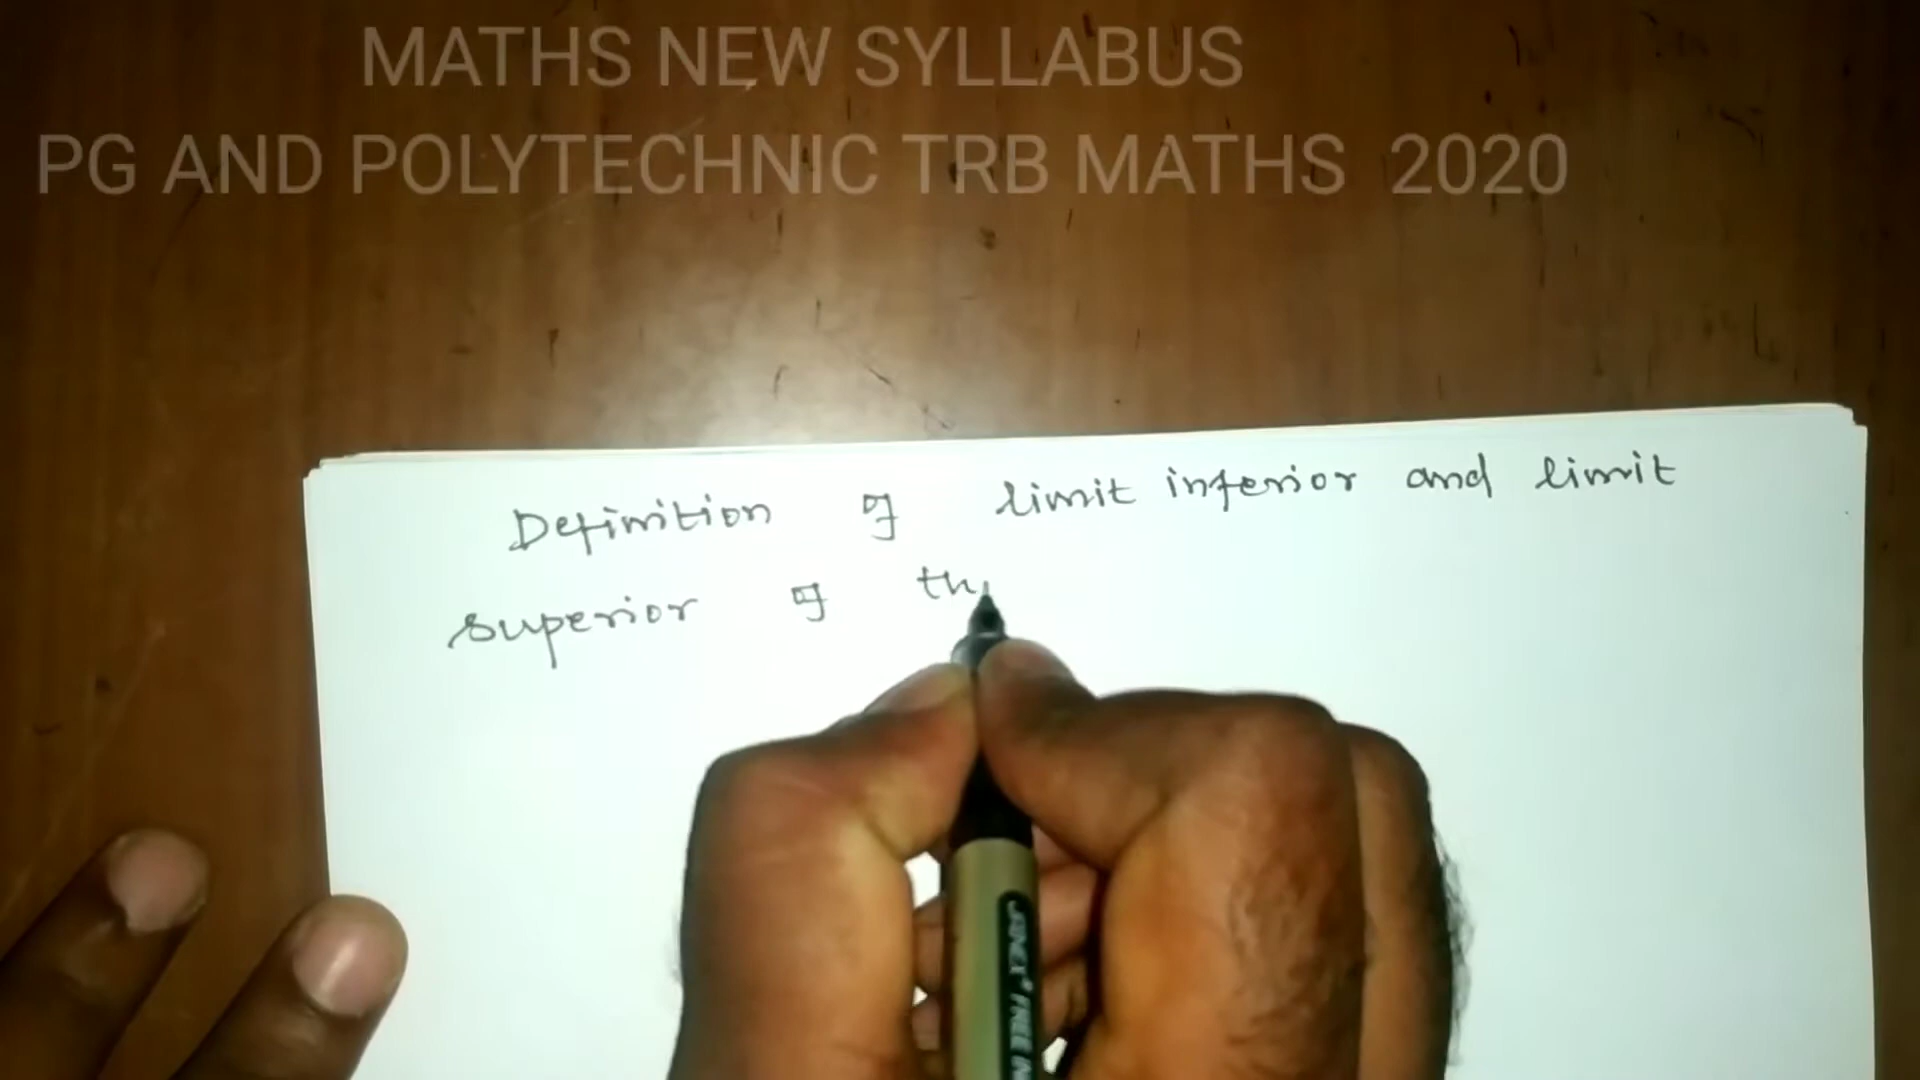 MATHS NEW SYLLABUS
PG AND POLYTECHNIC TRB MATHS 2020
Definition of limit inferior and limit
superior of th